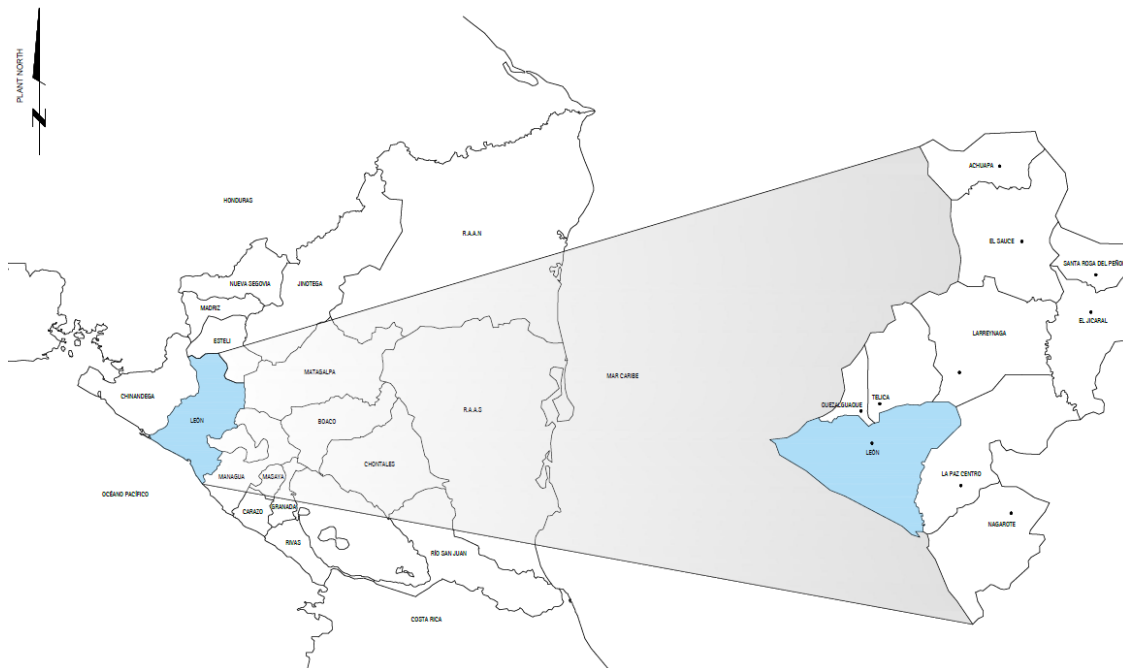 PLANT NORTH
N
HONDURAS
R.A.A.N
NUEVA SEGOVIA
JINOTEGA
MADRIZ
ESTELI
MATAGALPA
CHINANDEGA
LEÓN
BOACO
R.A.A.S
CHONTALES
MANAGUA
MASAYA
OCÉANO PACÍFICO
CARAZO
GRANADA
RIVAS
RÍO SAN JUAN
COSTA RICA
MAR CARIBE
ACHUAPA
EL SAUCE
SANTA ROSA DEL PEÑON
EL JICARAL
LARREYNAGA
TELICA
QUEZALGUAQUE
LEÓN
LA PAZ CENTRO
NAGAROTE